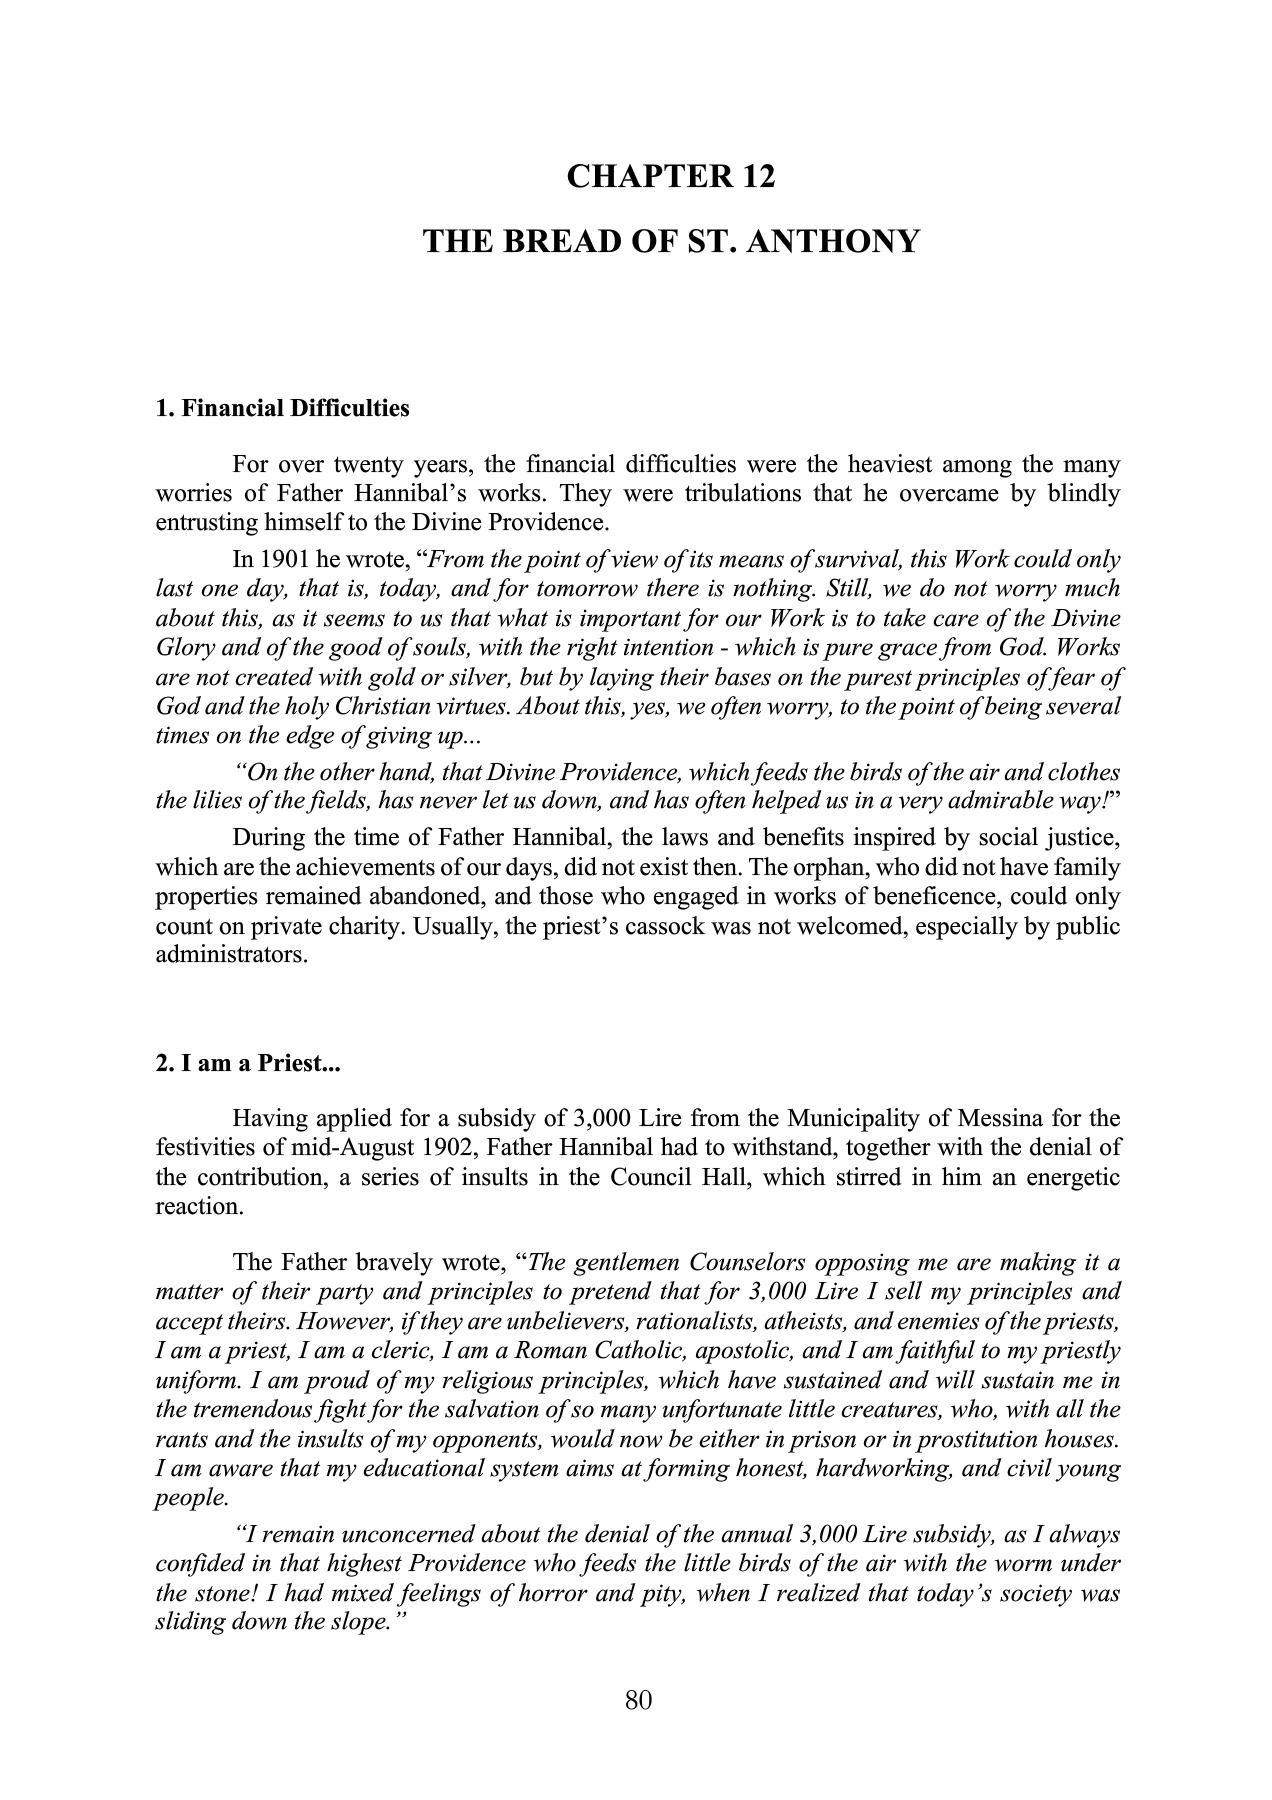 CHAPTER 12
THE BREAD OF ST. ANTHONY
1. Financial Difficulties
For over twenty years, the financial difficulties were the heaviest among the many
worries of Father Hannibal’s works. They were tribulations that he overcame by blindly
entrusting himself to the Divine Providence.
In 1901 he wrote, “From the point of view of its means of survival, this Work could only
last one day, that is, today, and for tomorrow there is nothing. Still, we do not worry much
about this, as it seems to us that what is important for our Work is to take care of the Divine
Glory and of the good of souls, with the right intention - which is pure grace from God. Works
are not created with gold or silver, but by laying their bases on the purest principles of fear of
God and the holy Christian virtues. About this, yes, we often worry, to the point of being several
times on the edge of giving up...
“On the other hand, that Divine Providence, which feeds the birds of the air and clothes
the lilies of the fields, has never let us down, and has often helped us in a very admirable way!”
During the time of Father Hannibal, the laws and benefits inspired by social justice,
which are the achievements of our days, did not exist then. The orphan, who did not have family
properties remained abandoned, and those who engaged in works of beneficence, could only
count on private charity. Usually, the priest’s cassock was not welcomed, especially by public
administrators.
2. I am a Priest...
Having applied for a subsidy of 3,000 Lire from the Municipality of Messina for the
festivities of mid-August 1902, Father Hannibal had to withstand, together with the denial of
the contribution, a series of insults in the Council Hall, which stirred in him an energetic
reaction.
The Father bravely wrote, “The gentlemen Counselors opposing me are making it a
matter of their party and principles to pretend that for 3,000 Lire I sell my principles and
accept theirs. However, if they are unbelievers, rationalists, atheists, and enemies of the priests,
I am a priest, I am a cleric, I am a Roman Catholic, apostolic, and I am faithful to my priestly
uniform. I am proud of my religious principles, which have sustained and will sustain me in
the tremendous fight for the salvation of so many unfortunate little creatures, who, with all the
rants and the insults of my opponents, would now be either in prison or in prostitution houses.
I am aware that my educational system aims at forming honest, hardworking, and civil young
people.
“I remain unconcerned about the denial of the annual 3,000 Lire subsidy, as I always
confided in that highest Providence who feeds the little birds of the air with the worm under
the stone! I had mixed feelings of horror and pity, when I realized that today’s society was
sliding down the slope.”
80